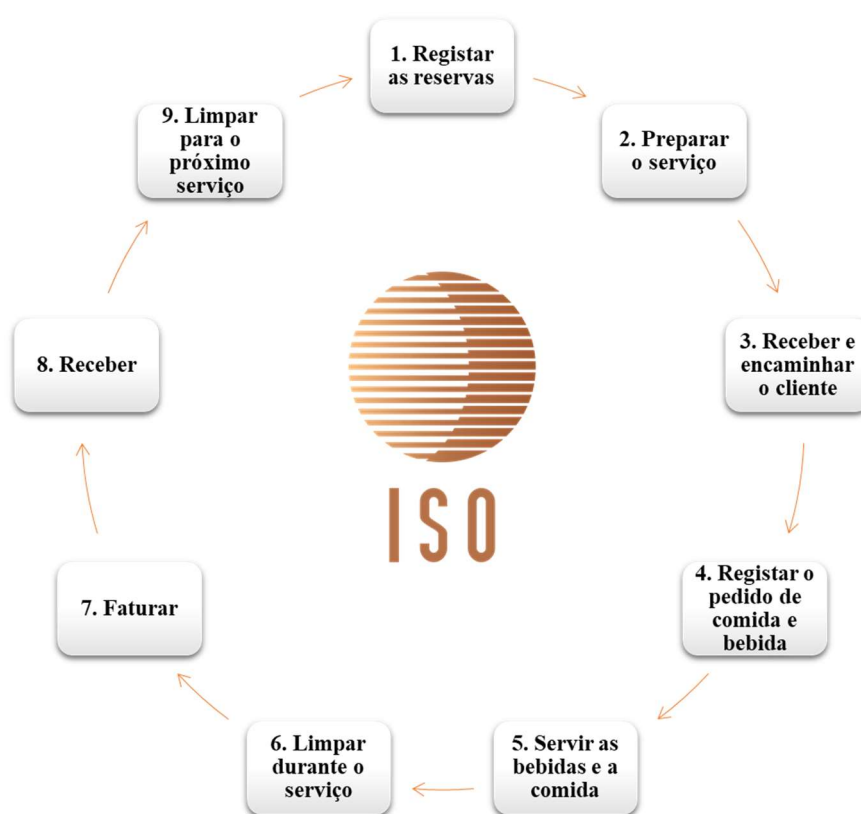 1. Registar
as reservas
2. Preparar
o serviço
3. Receber e
encaminhar
o cliente
4. Registar o
pedido de
comida e
bebida
5. Servir as
bebidas e a
comida
6. Limpar
durante o
serviço
7. Faturar
8. Receber
9. Limpar
para o
próximo
serviço
ISO